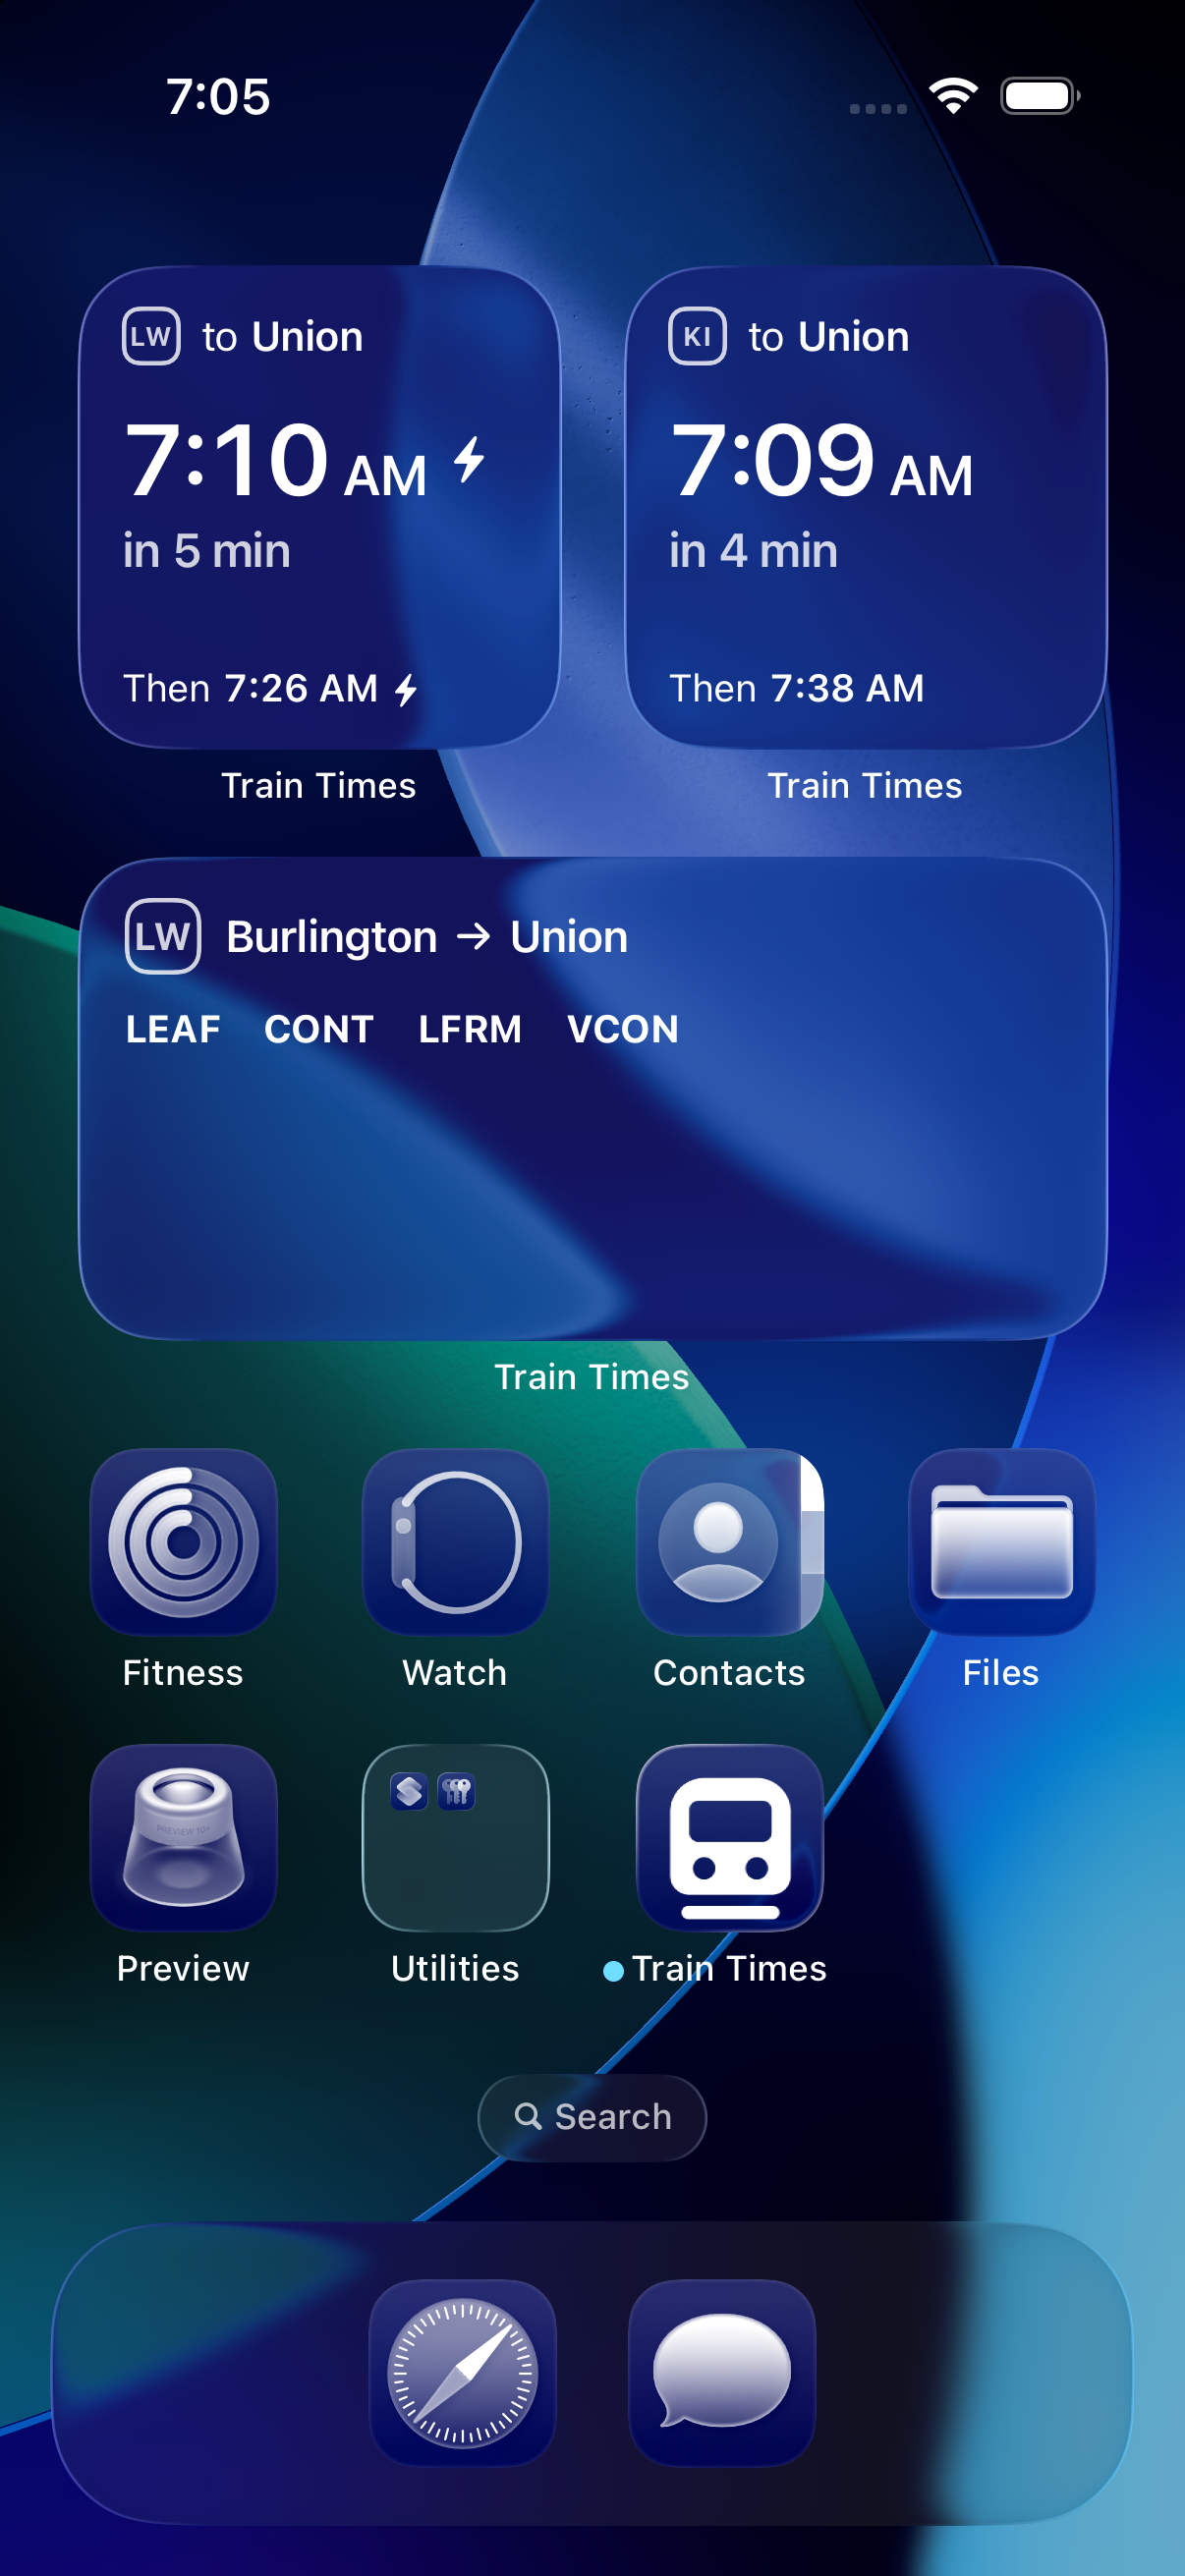 7:05
LW to Union
7:10 AM
in 5 min
Then 7:26 AM
Train Times
KI to Union
7:09 AM
in 4 min
Then 7:38 AM
Train Times
LW Burlington → Union
LEAF CONT LFRM VCON
Train Times
Fitness
Watch
Contacts
Files
PREVIEW 10×
Preview
Utilities
Train Times
Search